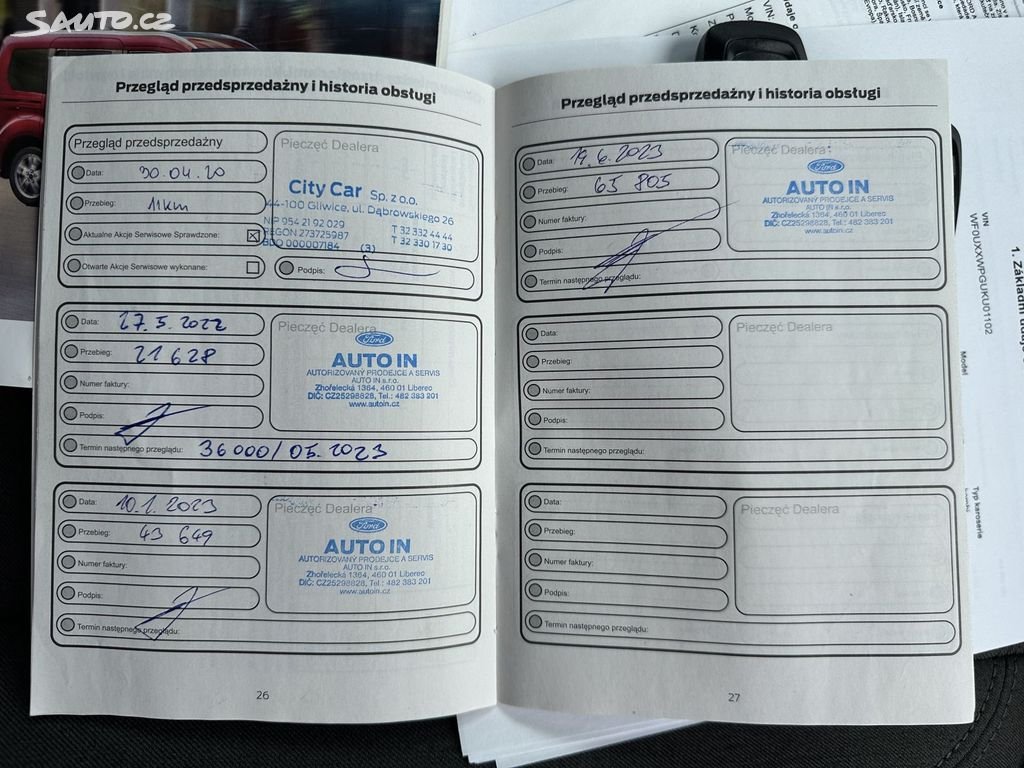 SAUTO.CZ
Przegląd przedsprzedażny i historia obsługi
Przegląd przedsprzedażny
Data: 30.04.20
Przebieg: 11km
Aktualne Akcje Serwisowe Sprawdzone: ☒
Otwarte Akcje Serwisowe wykonane: ☐
Pieczęć Dealera
City Car Sp. z o.o.
44-100 Gliwice, ul. Dąbrowskiego 26
NIP 954 21 92 029 T 32 332 44 44
REGON 273725987 T 32 330 17 30
BDO 000007184 (3)
Podpis:
Data: 27.5.2022
Przebieg: 21 628
Numer faktury:
Podpis:
Termin następnego przeglądu: 36000/05.2023
Pieczęć Dealera
Ford
AUTO IN
AUTORIZOVANÝ PRODEJCE A SERVIS
AUTO IN s.r.o.
Zhořelecká 1364, 460 01 Liberec
DIČ: CZ25298828, Tel.: 482 383 201
www.autoin.cz
Data: 10.1.2023
Przebieg: 43 649
Numer faktury:
Podpis:
Termin następnego przeglądu:
Pieczęć Dealera
Ford
AUTO IN
AUTORIZOVANÝ PRODEJCE A SERVIS
AUTO IN s.r.o.
Zhořelecká 1364, 460 01 Liberec
DIČ: CZ25298828, Tel.: 482 383 201
www.autoin.cz
26
Przegląd przedsprzedażny i historia obsługi
Data: 19.6.2023
Przebieg: 65 805
Numer faktury:
Podpis:
Termin następnego przeglądu:
Pieczęć Dealera
Ford
AUTO IN
AUTORIZOVANÝ PRODEJCE A SERVIS
AUTO IN s.r.o.
Zhořelecká 1364, 460 01 Liberec
DIČ: CZ25298828, Tel.: 482 383 201
www.autoin.cz
Data:
Przebieg:
Numer faktury:
Podpis:
Termin następnego przeglądu:
Pieczęć Dealera
Data:
Przebieg:
Numer faktury:
Podpis:
Termin następnego przeglądu:
Pieczęć Dealera
27
VIN:
1. Základní
VIN
WF0UXXWPGUKU01102
Model
Typ karoserie